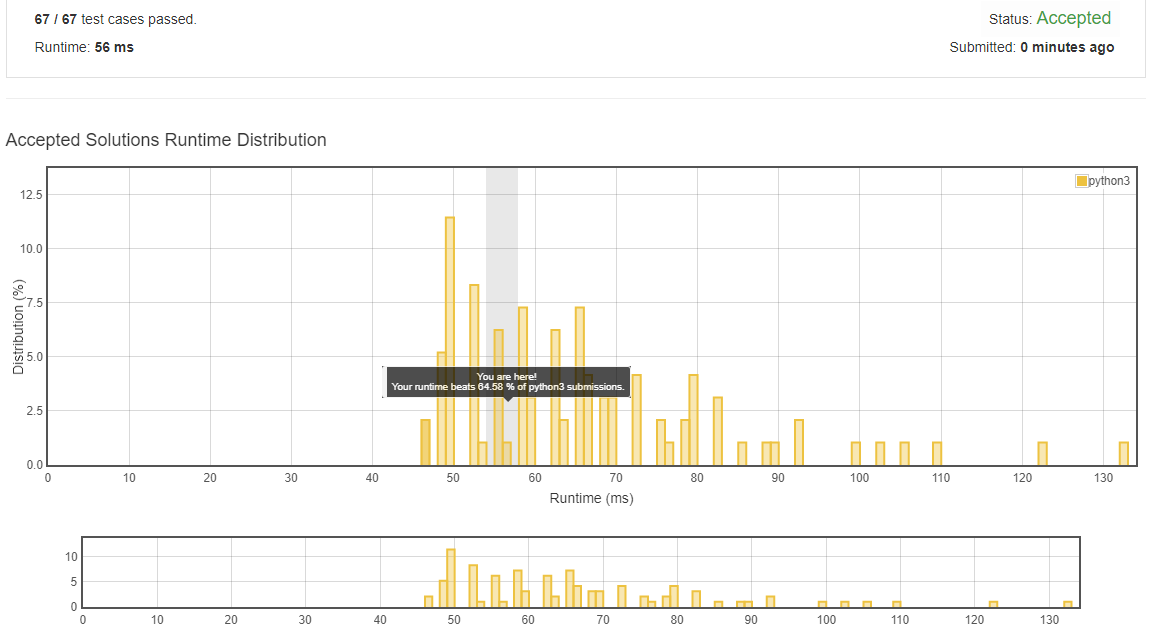 67 / 67 test cases passed.
Status: Accepted
Runtime: 56 ms
Submitted: 0 minutes ago
Accepted Solutions Runtime Distribution
python3
12.5
10.0
7.5
5.0
2.5
0.0
Distribution (%)
You are here!
Your runtime beats 64.58 % of python3 submissions.
0 10 20 30 40 50 60 70 80 90 100 110 120 130
Runtime (ms)
10
5
0
0 10 20 30 40 50 60 70 80 90 100 110 120 130